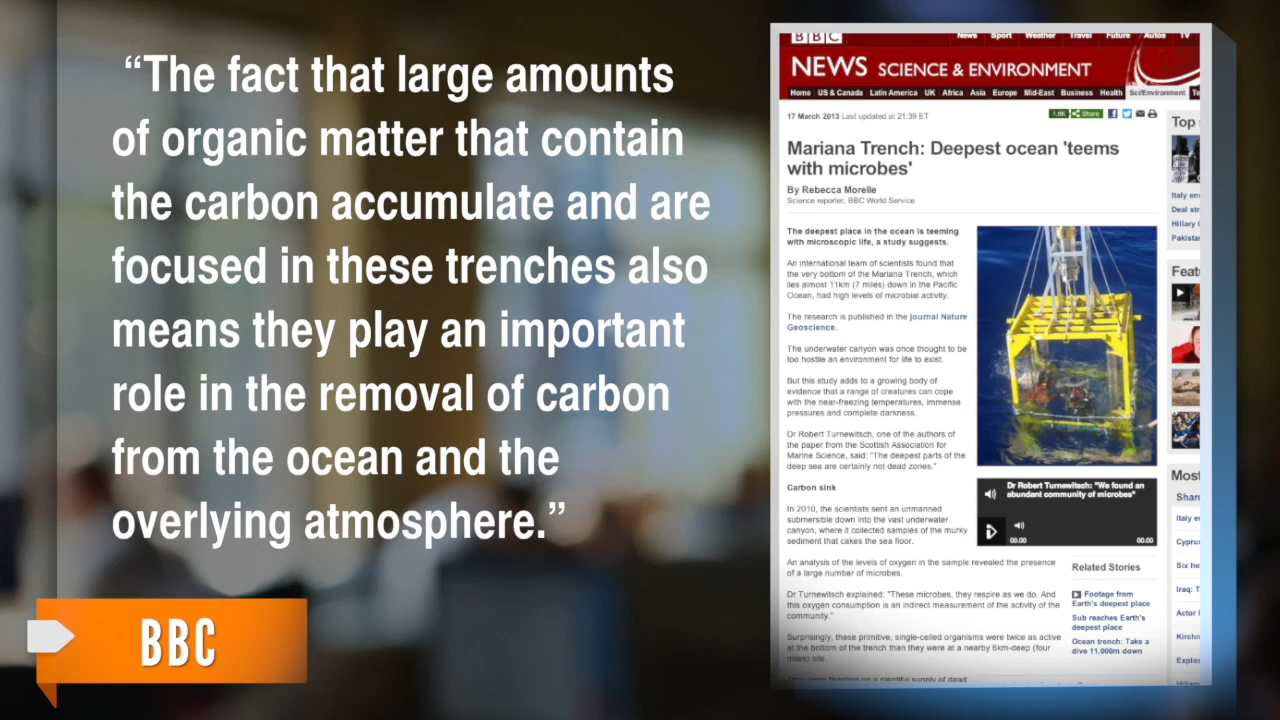 “The fact that large amounts
of organic matter that contain
the carbon accumulate and are
focused in these trenches also
means they play an important
role in the removal of carbon
from the ocean and the
overlying atmosphere.”
BBC
BBC
News Sport Weather Travel Future Autos TV
NEWS SCIENCE & ENVIRONMENT
Home US & Canada Latin America UK Africa Asia Europe Mid-East Business Health Sci/Environment
17 March 2013 Last updated at 21:39 ET
1.8K Share
Mariana Trench: Deepest ocean 'teems
with microbes'
By Rebecca Morelle
Science reporter, BBC World Service
The deepest place in the ocean is teeming
with microscopic life, a study suggests.
An international team of scientists found that
the very bottom of the Mariana Trench, which
lies almost 11km (7 miles) down in the Pacific
Ocean, had high levels of microbial activity.
The research is published in the journal Nature
Geoscience.
The underwater canyon was once thought to be
too hostile an environment for life to exist.
But this study adds to a growing body of
evidence that a range of creatures can cope
with the near-freezing temperatures, immense
pressures and complete darkness.
Dr Robert Turnewitsch, one of the authors of
the paper from the Scottish Association for
Marine Science, said: "The deepest parts of the
deep sea are certainly not dead zones."
Carbon sink
In 2010, the scientists sent an unmanned
submersible down into the vast underwater
canyon, where it collected samples of the murky
sediment that cakes the sea floor.
An analysis of the levels of oxygen in the sample revealed the presence
of a large number of microbes.
Dr Turnewitsch explained: "These microbes, they respire as we do. And
this oxygen consumption is an indirect measurement of the activity of the
community."
Surprisingly, these primitive, single-celled organisms were twice as active
at the bottom of the trench than they were at a nearby 6km-deep (four
miles) site.
They were feasting on a plentiful supply of dead
Dr Robert Turnewitsch: "We found an
abundant community of microbes"
00.00 00.00
Related Stories
Footage from
Earth's deepest place
Sub reaches Earth's
deepest place
Ocean trench: Take a
dive 11,000m down
Top
Italy
Deal
Hillary
Most
Italy
Six
Iraq:
Actor